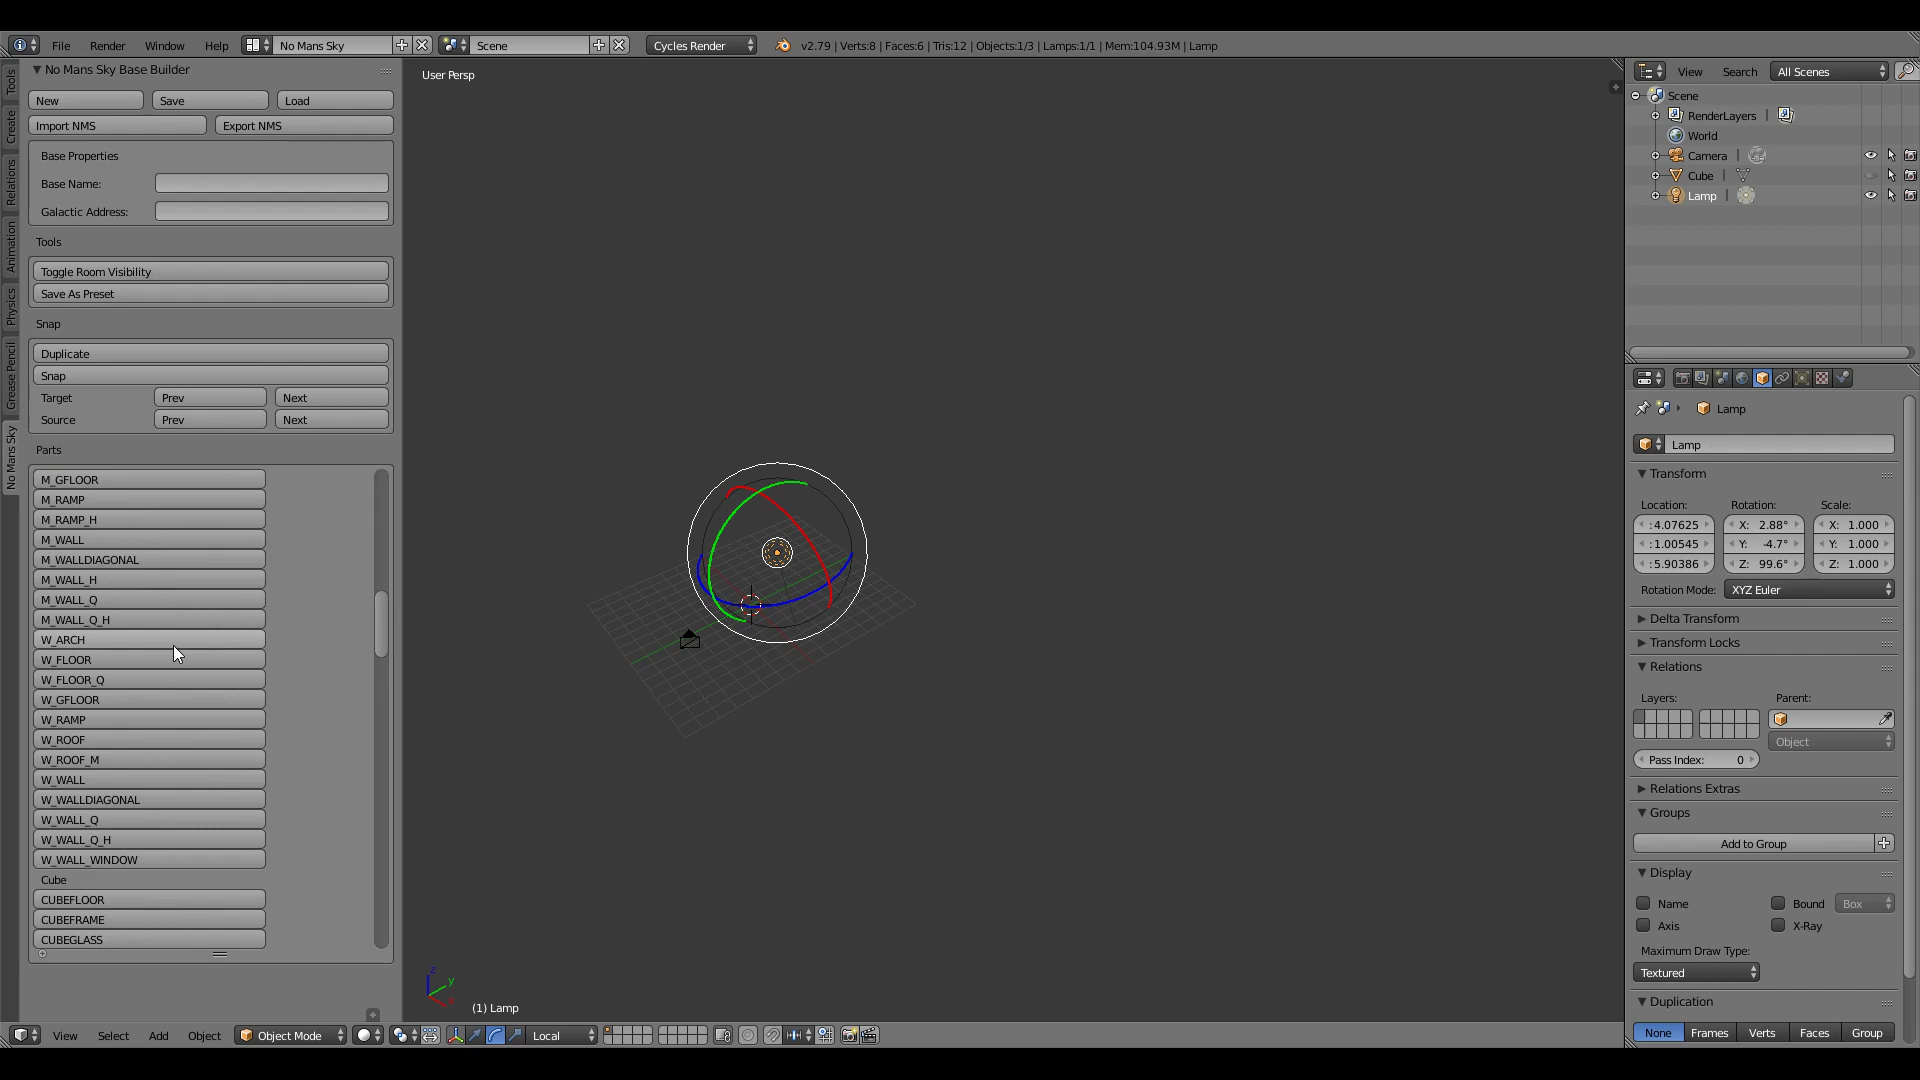 File Render Window Help No Mans Sky Scene Cycles Render v2.79 | Verts:8 | Faces:6 | Tris:12 | Objects:1/3 | Lamps:1/1 | Mem:104.93M | Lamp
Tools
Create
Relations
Animation
Physics
Grease Pencil
No Mans Sky
No Mans Sky Base Builder
New Save Load
Import NMS Export NMS
Base Properties
Base Name:
Galactic Address:
Tools
Toggle Room Visibility
Save As Preset
Snap
Duplicate
Snap
Target Prev Next
Source Prev Next
Parts
M_GFLOOR
M_RAMP
M_RAMP_H
M_WALL
M_WALLDIAGONAL
M_WALL_H
M_WALL_Q
M_WALL_Q_H
W_ARCH
W_FLOOR
W_FLOOR_Q
W_GFLOOR
W_RAMP
W_ROOF
W_ROOF_M
W_WALL
W_WALLDIAGONAL
W_WALL_Q
W_WALL_Q_H
W_WALL_WINDOW
Cube
CUBEFLOOR
CUBEFRAME
CUBEGLASS
User Persp
z
y
x
(1) Lamp
View Select Add Object Object Mode Local
View Search All Scenes
Scene
RenderLayers |
World
Camera |
Cube |
Lamp |
Lamp
Lamp
Transform
Location: Rotation: Scale:
:4.07625 X: 2.88° X: 1.000
:1.00545 Y: -4.7° Y: 1.000
:5.90386 Z: 99.6° Z: 1.000
Rotation Mode: XYZ Euler
Delta Transform
Transform Locks
Relations
Layers: Parent:
Object
Pass Index: 0
Relations Extras
Groups
Add to Group
Display
Name Bound Box
Axis X-Ray
Maximum Draw Type:
Textured
Duplication
None Frames Verts Faces Group